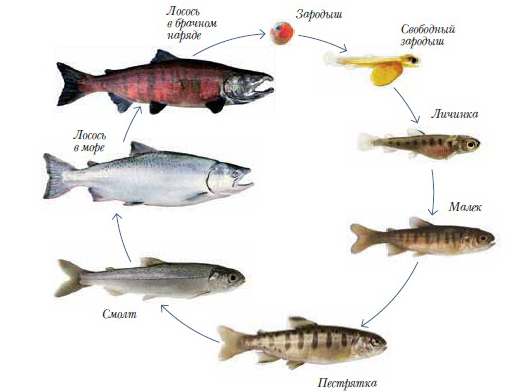 Лосось
в брачном
наряде
Зародыш
Свободный
зародыш
Личинка
Малек
Пестрятка
Смолт
Лосось
в море